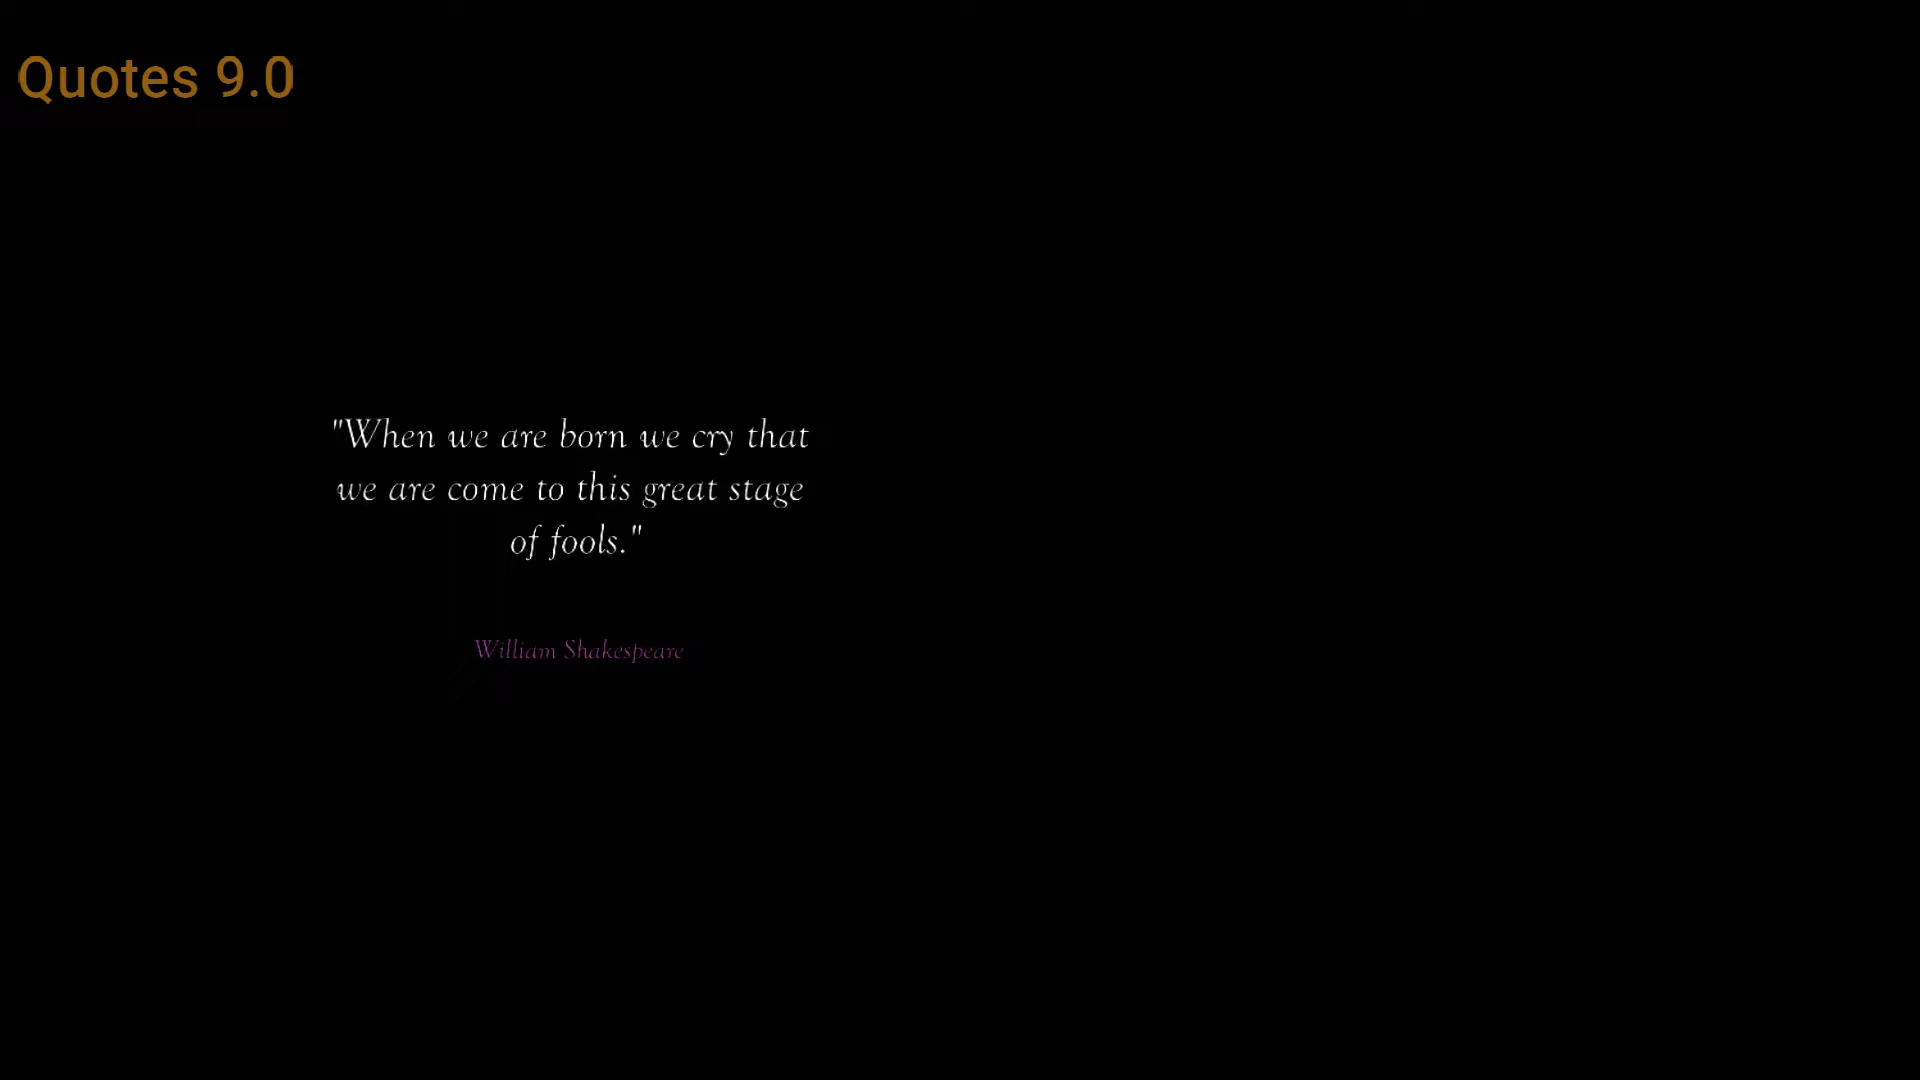 Quotes 9.0
"When we are born we cry that
we are come to this great stage
of fools."
William Shakespeare